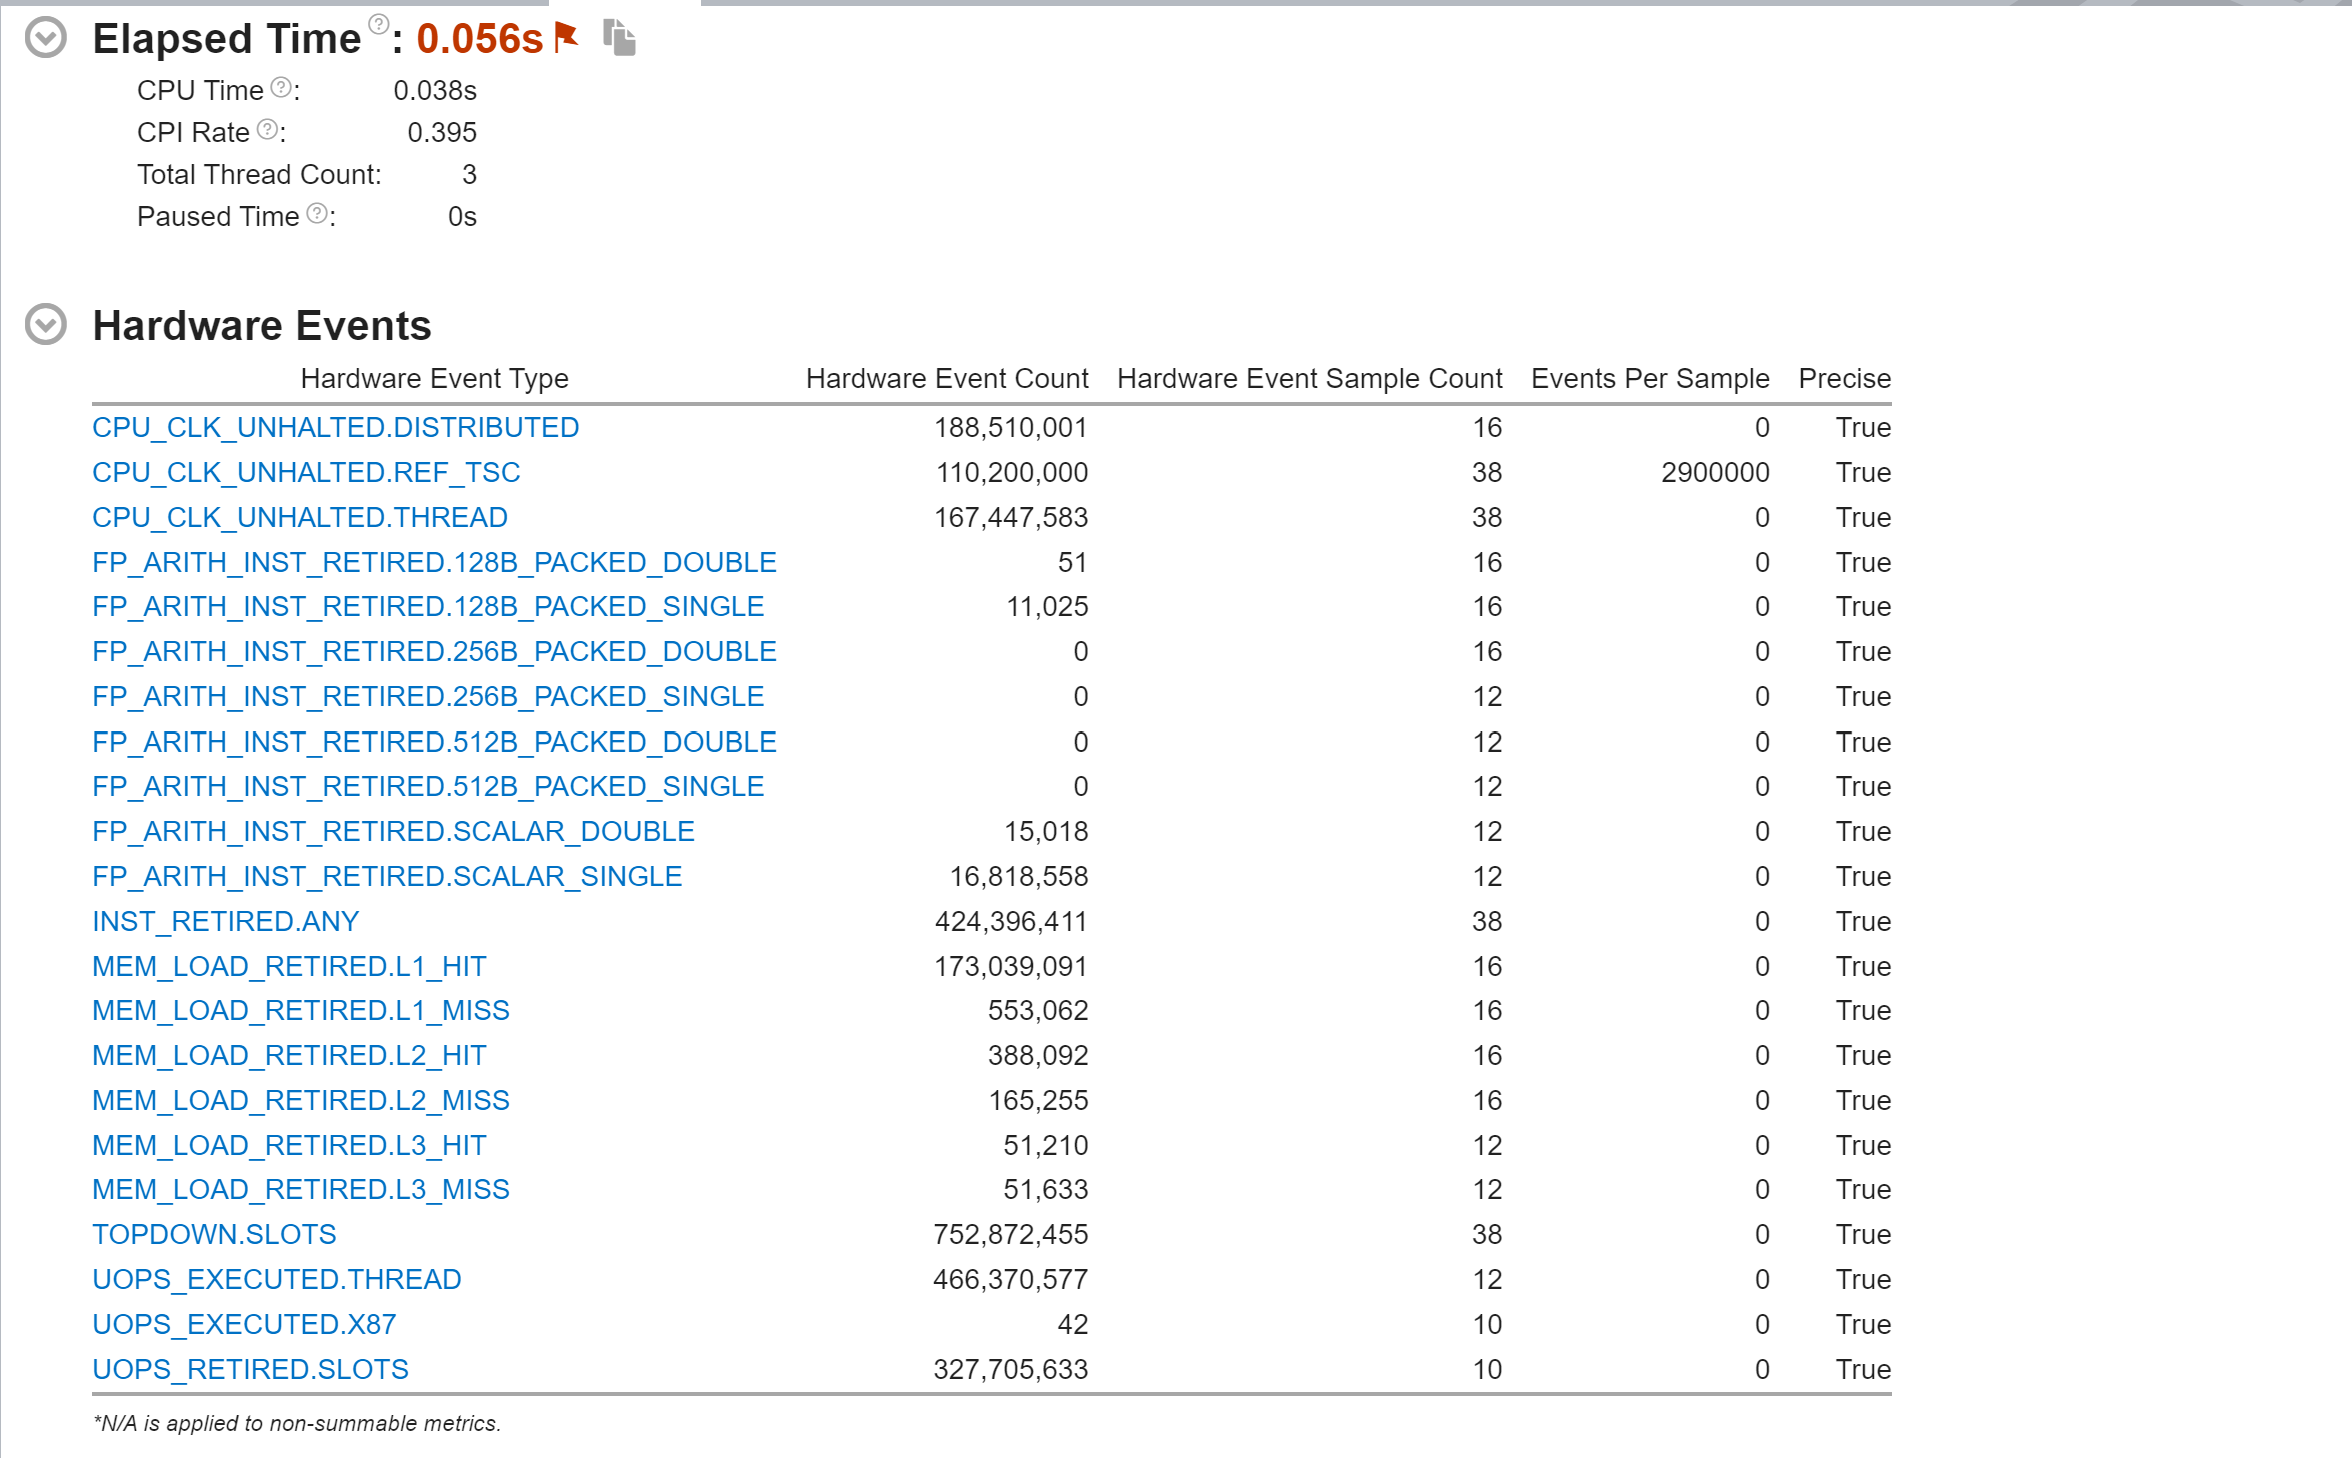 Elapsed Time ?: 0.056s
CPU Time ?: 0.038s
CPI Rate ?: 0.395
Total Thread Count: 3
Paused Time ?: 0s
Hardware Events
Hardware Event Type Hardware Event Count Hardware Event Sample Count Events Per Sample Precise
CPU_CLK_UNHALTED.DISTRIBUTED 188,510,001 16 0 True
CPU_CLK_UNHALTED.REF_TSC 110,200,000 38 2900000 True
CPU_CLK_UNHALTED.THREAD 167,447,583 38 0 True
FP_ARITH_INST_RETIRED.128B_PACKED_DOUBLE 51 16 0 True
FP_ARITH_INST_RETIRED.128B_PACKED_SINGLE 11,025 16 0 True
FP_ARITH_INST_RETIRED.256B_PACKED_DOUBLE 0 16 0 True
FP_ARITH_INST_RETIRED.256B_PACKED_SINGLE 0 12 0 True
FP_ARITH_INST_RETIRED.512B_PACKED_DOUBLE 0 12 0 True
FP_ARITH_INST_RETIRED.512B_PACKED_SINGLE 0 12 0 True
FP_ARITH_INST_RETIRED.SCALAR_DOUBLE 15,018 12 0 True
FP_ARITH_INST_RETIRED.SCALAR_SINGLE 16,818,558 12 0 True
INST_RETIRED.ANY 424,396,411 38 0 True
MEM_LOAD_RETIRED.L1_HIT 173,039,091 16 0 True
MEM_LOAD_RETIRED.L1_MISS 553,062 16 0 True
MEM_LOAD_RETIRED.L2_HIT 388,092 16 0 True
MEM_LOAD_RETIRED.L2_MISS 165,255 16 0 True
MEM_LOAD_RETIRED.L3_HIT 51,210 12 0 True
MEM_LOAD_RETIRED.L3_MISS 51,633 12 0 True
TOPDOWN.SLOTS 752,872,455 38 0 True
UOPS_EXECUTED.THREAD 466,370,577 12 0 True
UOPS_EXECUTED.X87 42 10 0 True
UOPS_RETIRED.SLOTS 327,705,633 10 0 True
*N/A is applied to non-summable metrics.